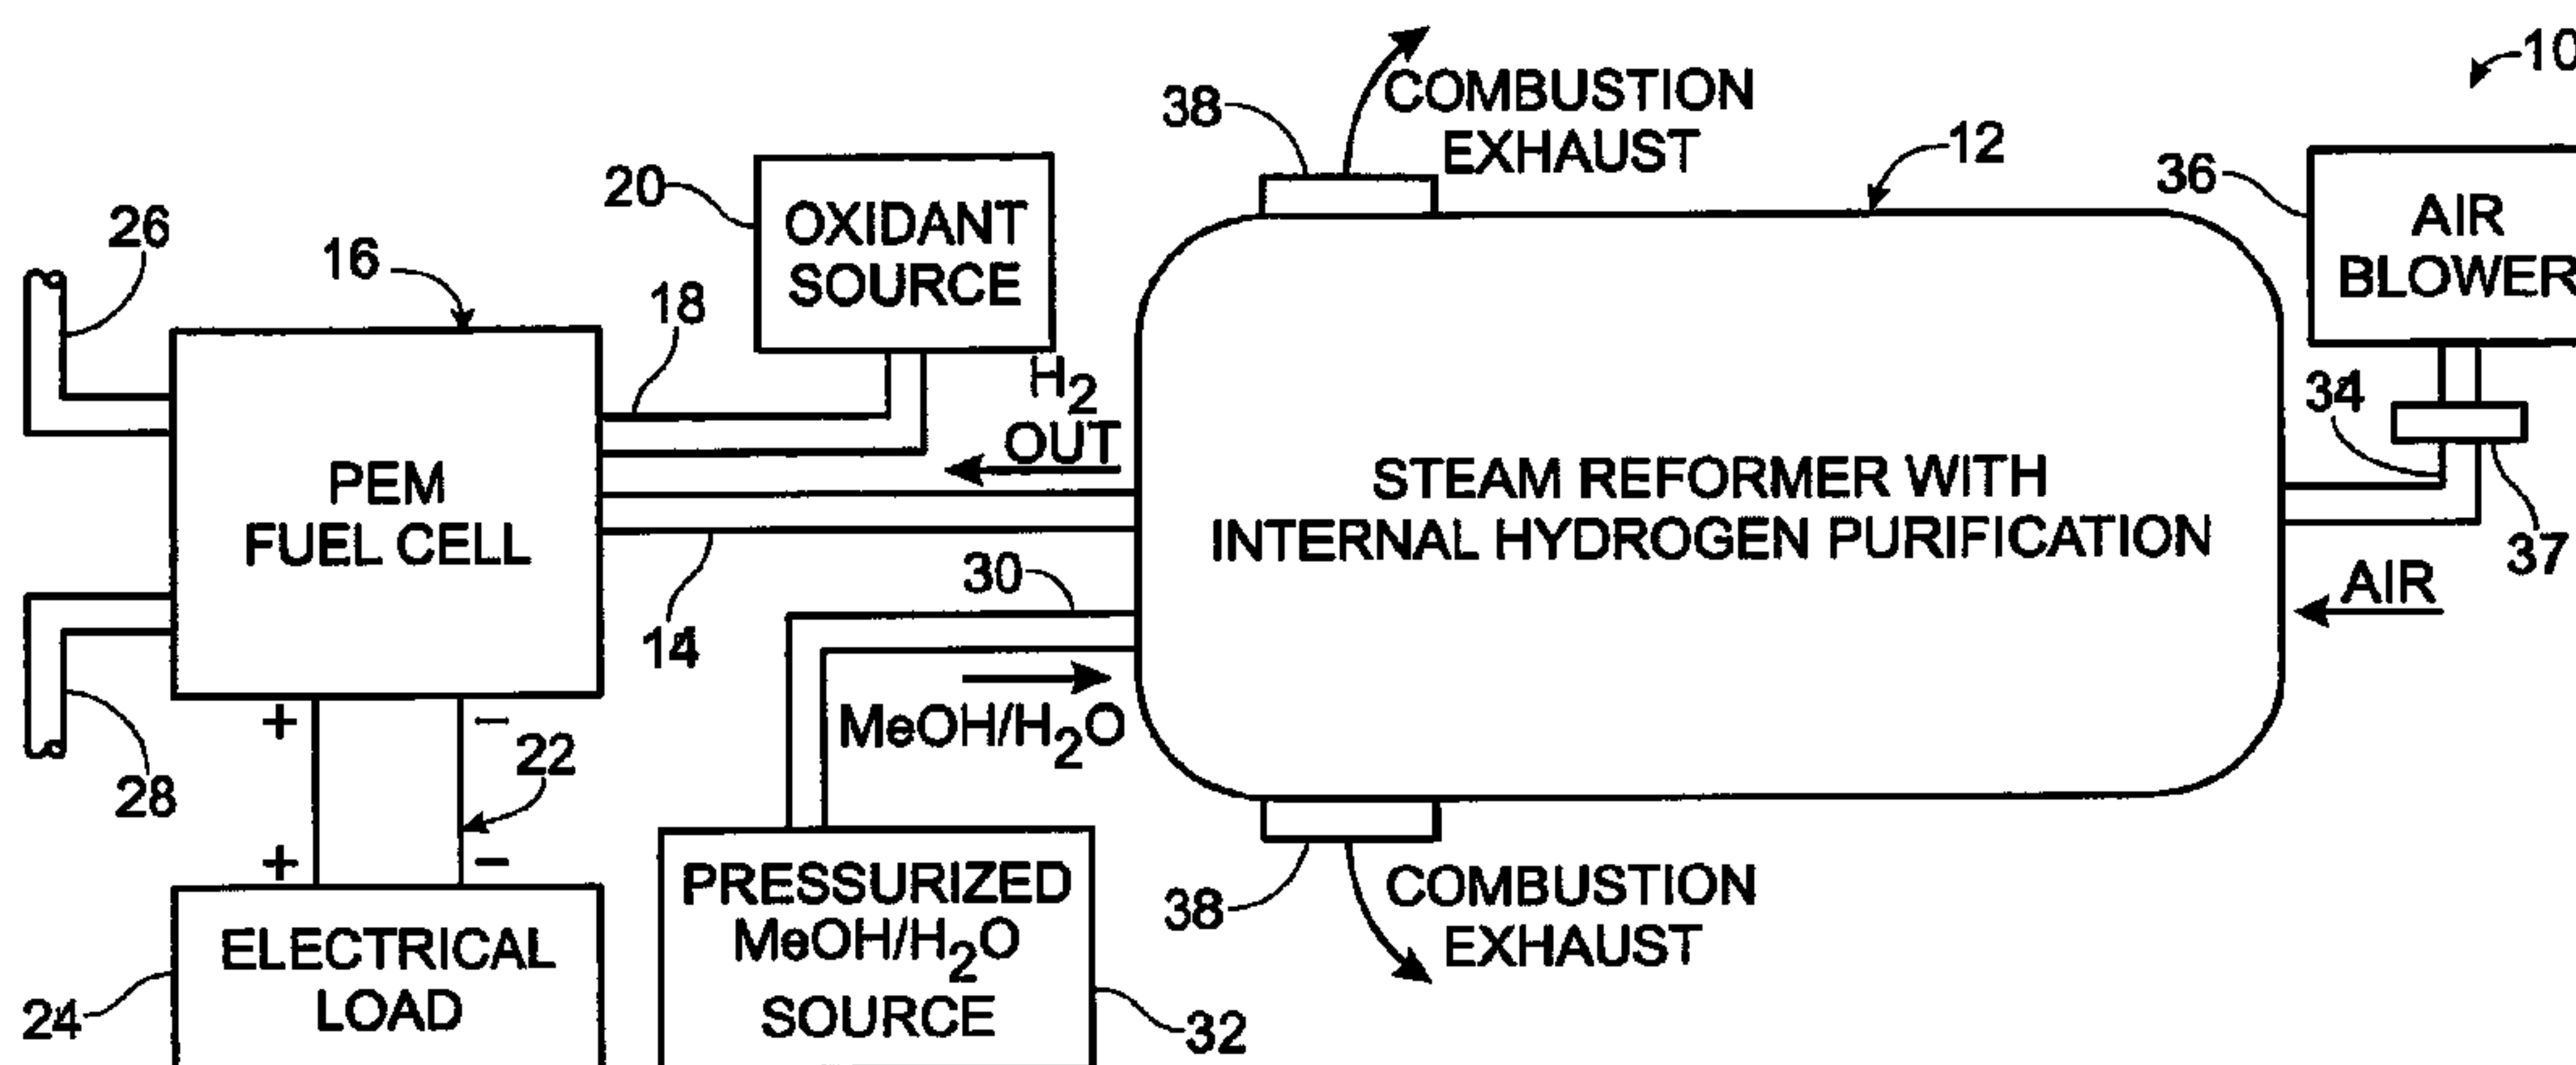 10
38
COMBUSTION
EXHAUST
12
36
AIR
BLOWER
20
OXIDANT
SOURCE
26
16
18
H2
OUT
34
37
AIR
PEM
FUEL CELL
STEAM REFORMER WITH
INTERNAL HYDROGEN PURIFICATION
14
30
MeOH/H2O
28
+
−
22
+
−
ELECTRICAL
LOAD
24
PRESSURIZED
MeOH/H2O
SOURCE
32
38
COMBUSTION
EXHAUST